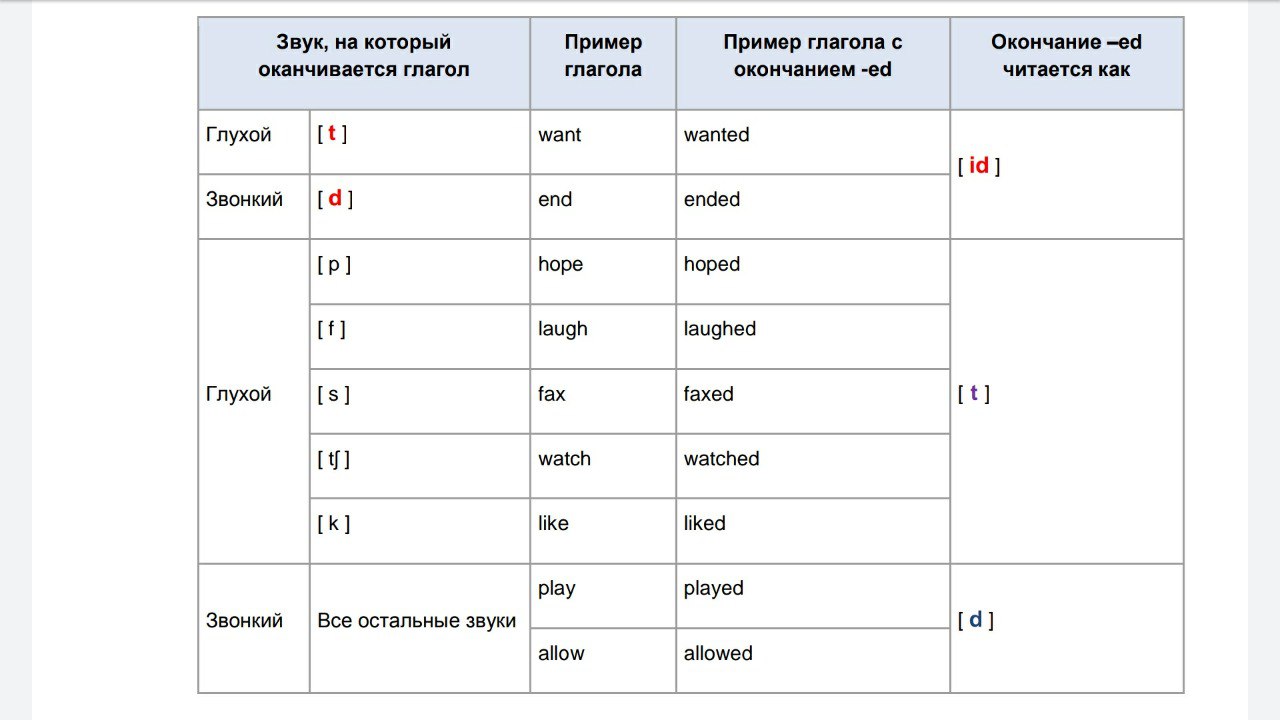 Звук, на который
оканчивается глагол
Пример
глагола
Пример глагола с
окончанием -ed
Окончание –ed
читается как
Глухой
[ t ]
want
wanted
[ id ]
Звонкий
[ d ]
end
ended
Глухой
[ p ]
hope
hoped
[ f ]
laugh
laughed
[ s ]
fax
faxed
[ t ]
[ tʃ ]
watch
watched
[ k ]
like
liked
Звонкий
Все остальные звуки
play
played
[ d ]
allow
allowed